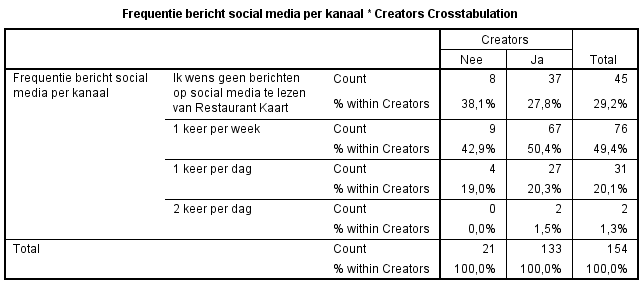 Frequentie bericht social media per kanaal * Creators Crosstabulation
Creators
Nee Ja Total
Frequentie bericht social Ik wens geen berichten Count 8 37 45
media per kanaal op social media te lezen
van Restaurant Kaart % within Creators 38,1% 27,8% 29,2%
1 keer per week Count 9 67 76
% within Creators 42,9% 50,4% 49,4%
1 keer per dag Count 4 27 31
% within Creators 19,0% 20,3% 20,1%
2 keer per dag Count 0 2 2
% within Creators 0,0% 1,5% 1,3%
Total Count 21 133 154
% within Creators 100,0% 100,0% 100,0%